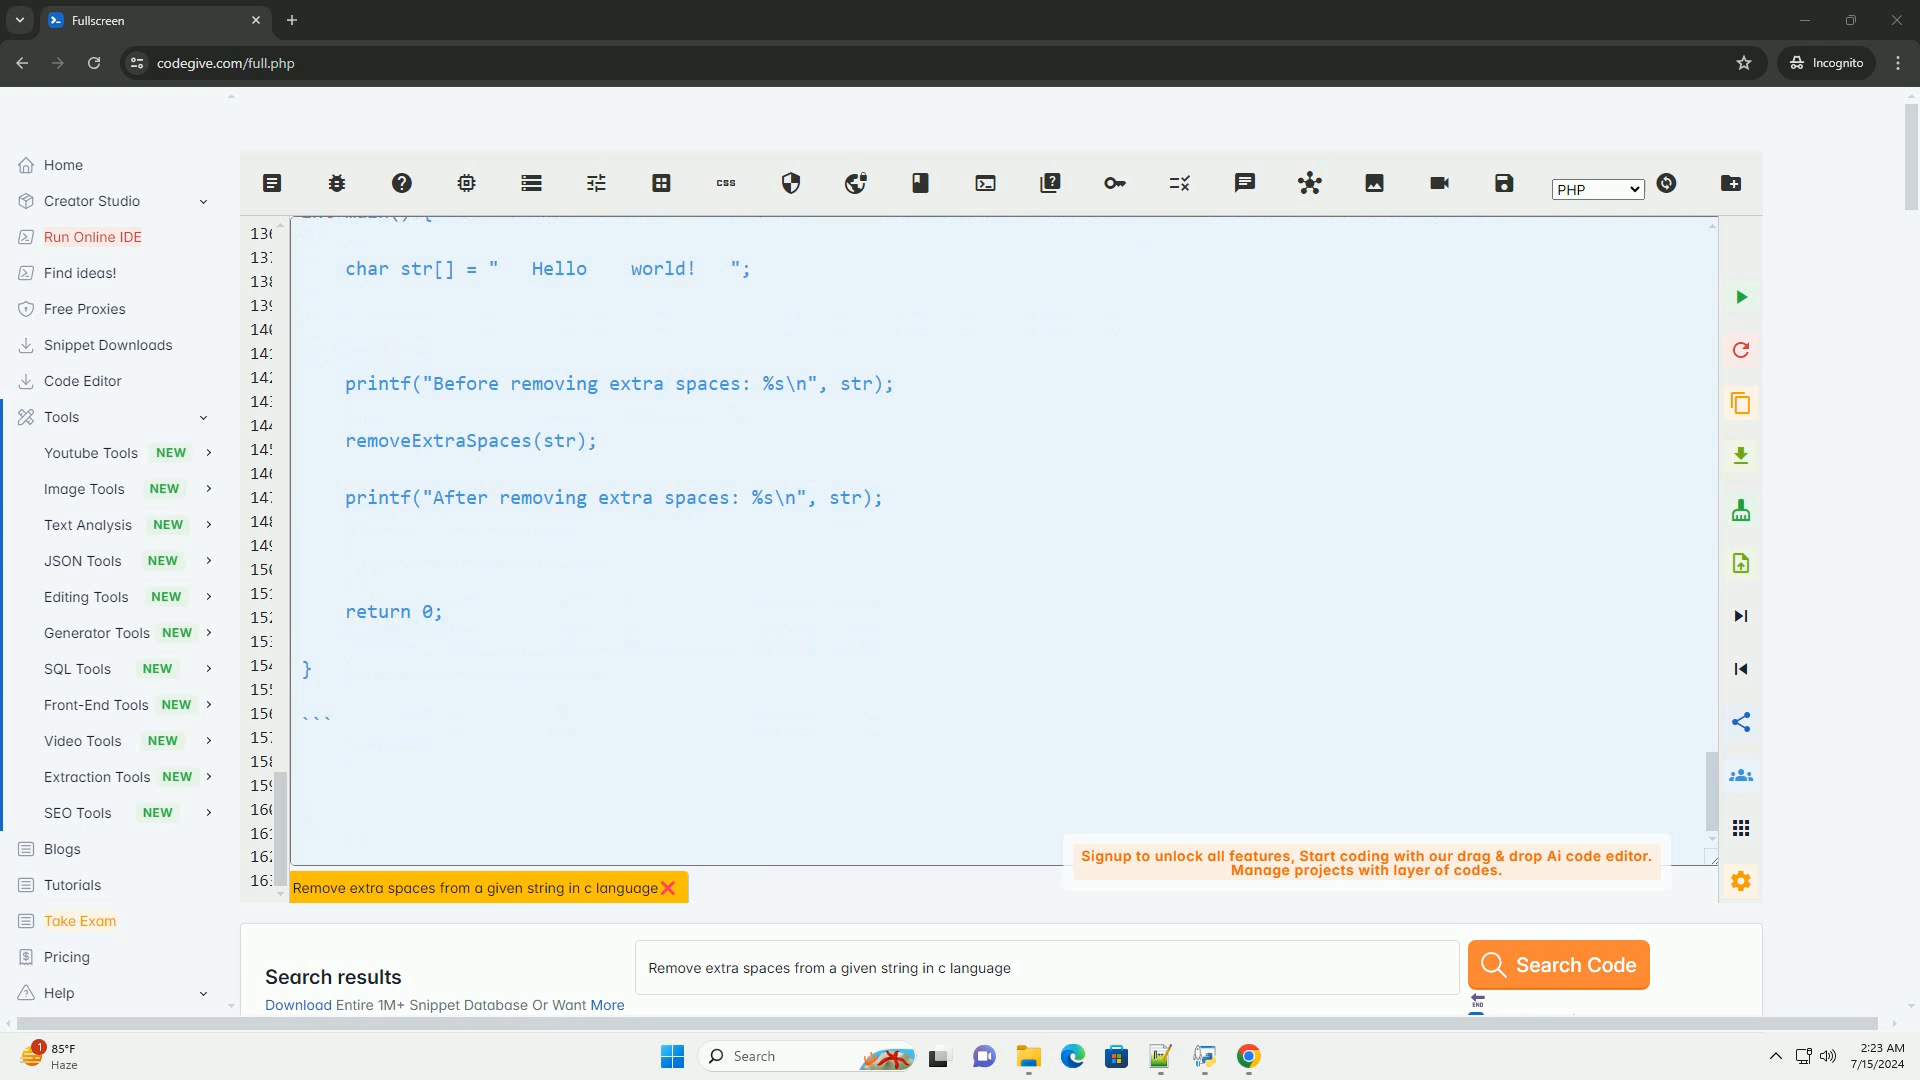 Fullscreen
codegive.com/full.php
Incognito
Home
Creator Studio
Run Online IDE
Find ideas!
Free Proxies
Snippet Downloads
Code Editor
Tools
Youtube Tools NEW
Image Tools NEW
Text Analysis NEW
JSON Tools NEW
Editing Tools NEW
Generator Tools NEW
SQL Tools NEW
Front-End Tools NEW
Video Tools NEW
Extraction Tools NEW
SEO Tools NEW
Blogs
Tutorials
Take Exam
Pricing
Help
css
PHP
char str[] = "   Hello    world!   ";
printf("Before removing extra spaces: %s\n", str);
removeExtraSpaces(str);
printf("After removing extra spaces: %s\n", str);
return 0;
}
```
Signup to unlock all features, Start coding with our drag & drop Ai code editor.
Manage projects with layer of codes.
Remove extra spaces from a given string in c language
Search results
Download Entire 1M+ Snippet Database Or Want More
Remove extra spaces from a given string in c language
Search Code
END
1
85°F
Haze
Search
2:23 AM
7/15/2024